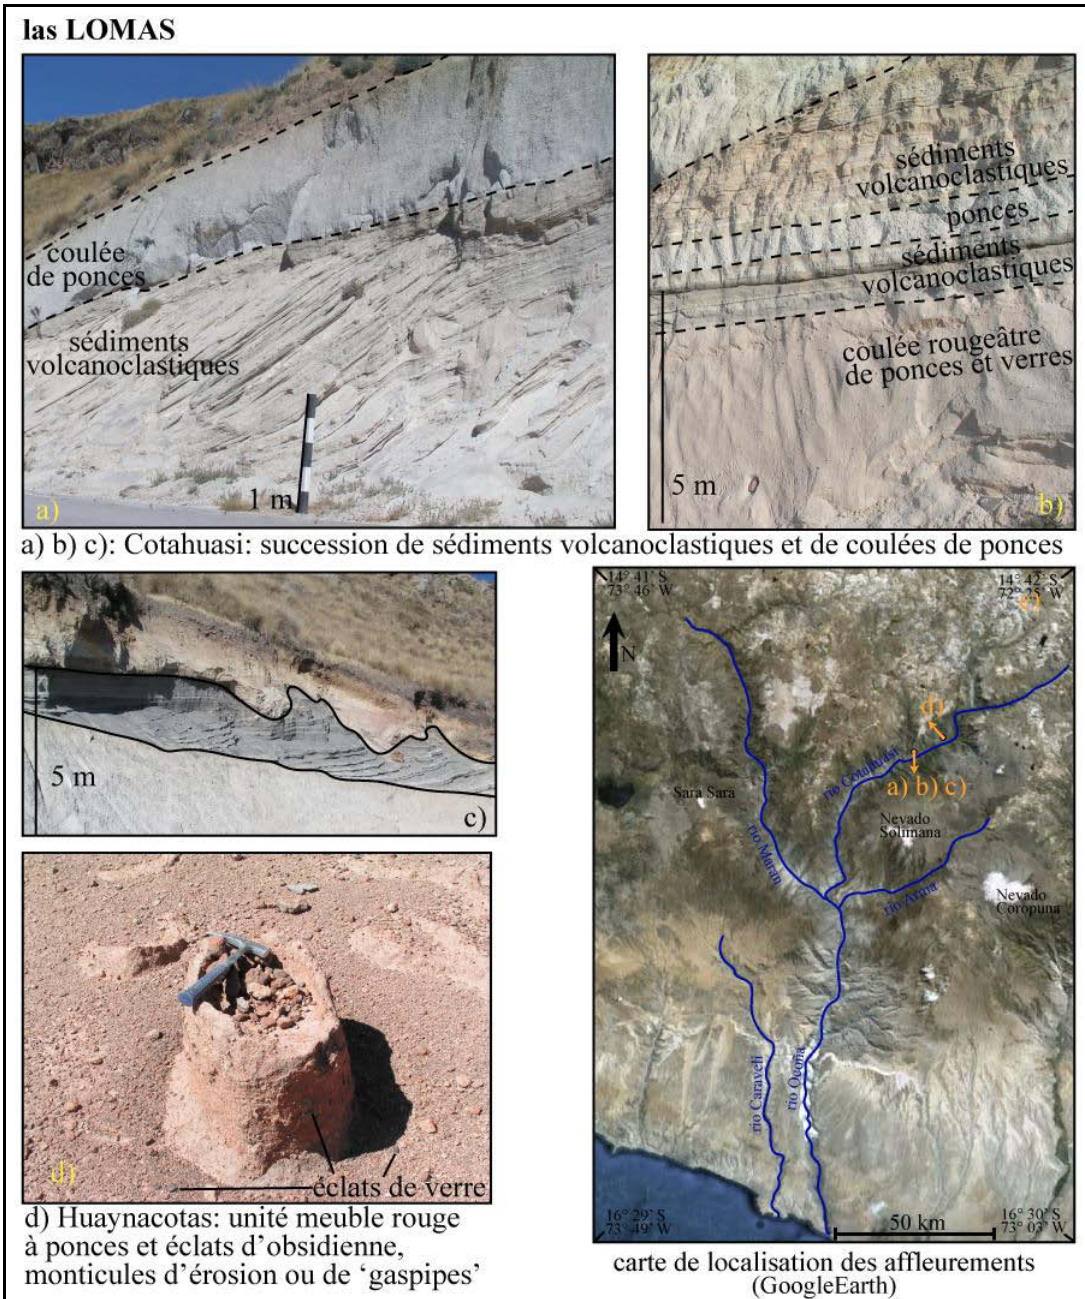 las LOMAS
coulée
de ponces
sédiments
volcanoclastiques
1 m
a)
sédiments
volcanoclastiques
ponces
sédiments
volcanoclastiques
coulée rougeâtre
de ponces et verres
5 m
b)
a) b) c): Cotahuasi: succession de sédiments volcanoclastiques et de coulées de ponces
5 m
c)
éclats de verre
d)
d) Huaynacotas: unité meuble rouge
à ponces et éclats d'obsidienne,
monticules d'érosion ou de 'gaspipes'
14° 41' S
73° 46' W
14° 42' S
72° 25' W
N
d)
rio Cotahuasi
a) b) c)
Sara Sara
Nevado
Solimana
rio Maran
rio Arma
Nevado
Coropuna
rio Caraveli
rio Ocoña
16° 29' S
73° 49' W
16° 30' S
73° 03' W
50 km
carte de localisation des affleurements
(GoogleEarth)